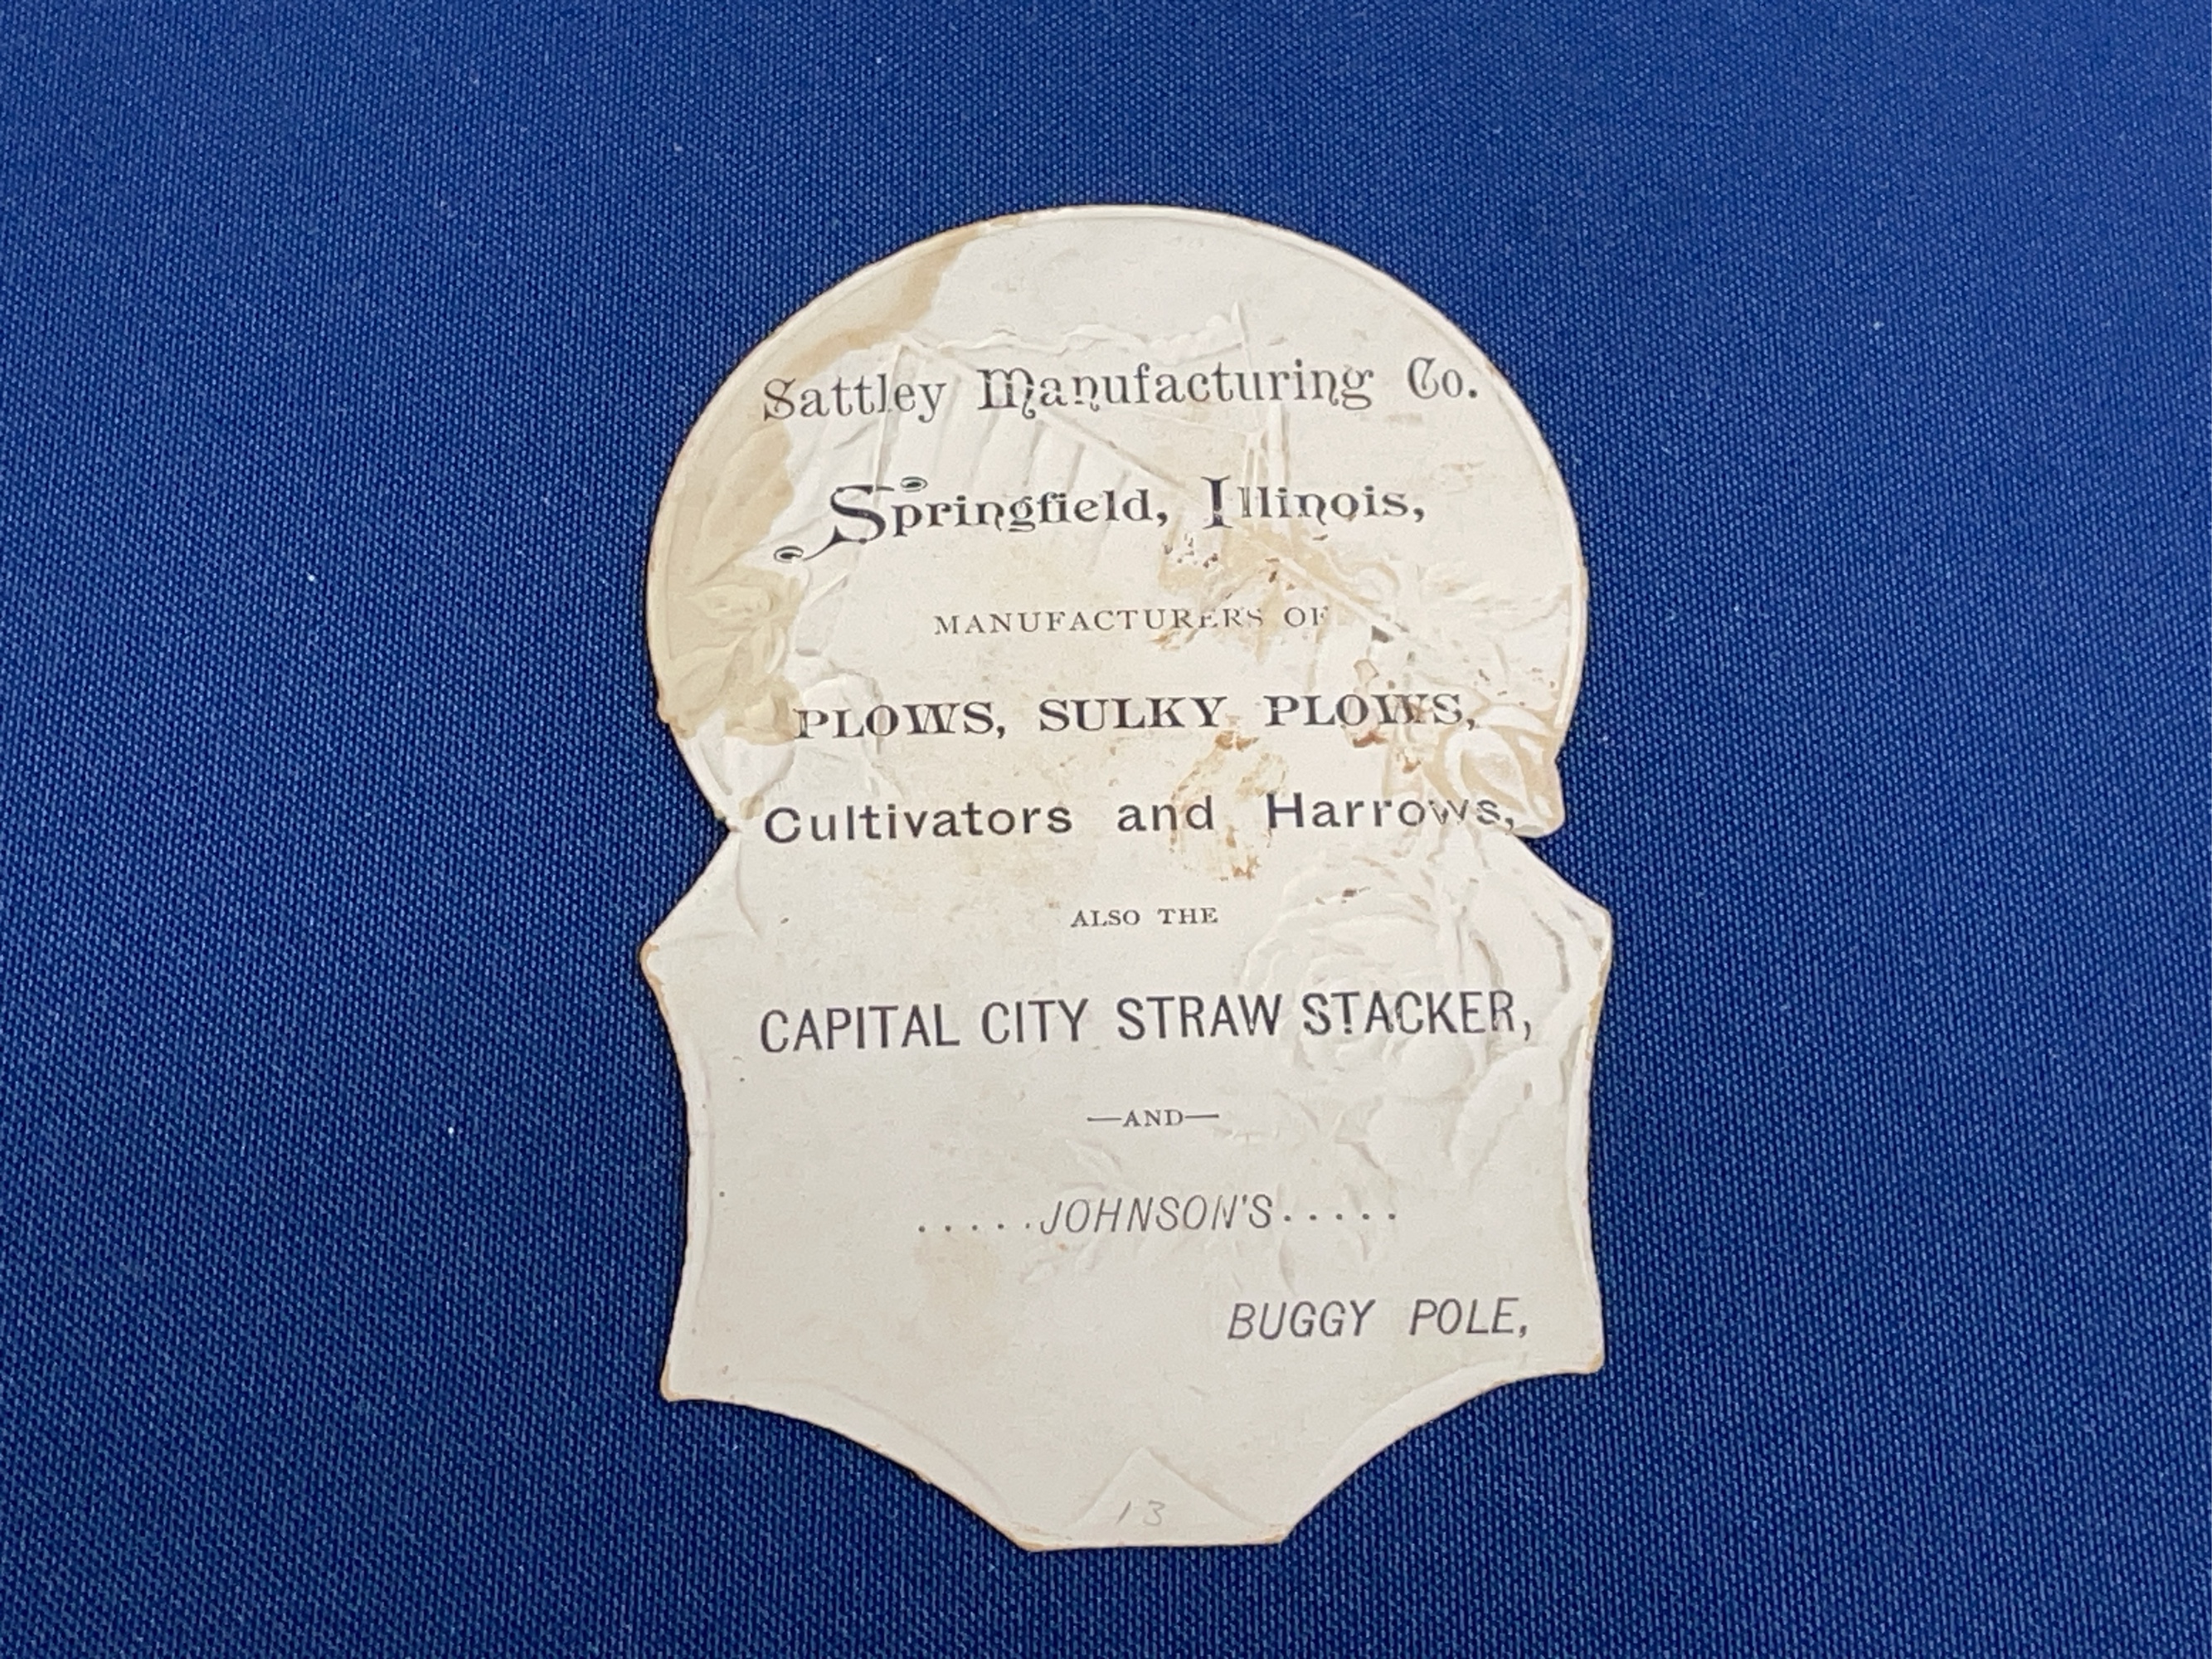 Sattley Manufacturing Co.
Springfield, Illinois,
MANUFACTURERS OF
PLOWS, SULKY PLOWS,
Cultivators and Harrows,
ALSO THE
CAPITAL CITY STRAW STACKER,
—AND—
.....JOHNSON'S.....
BUGGY POLE,
13